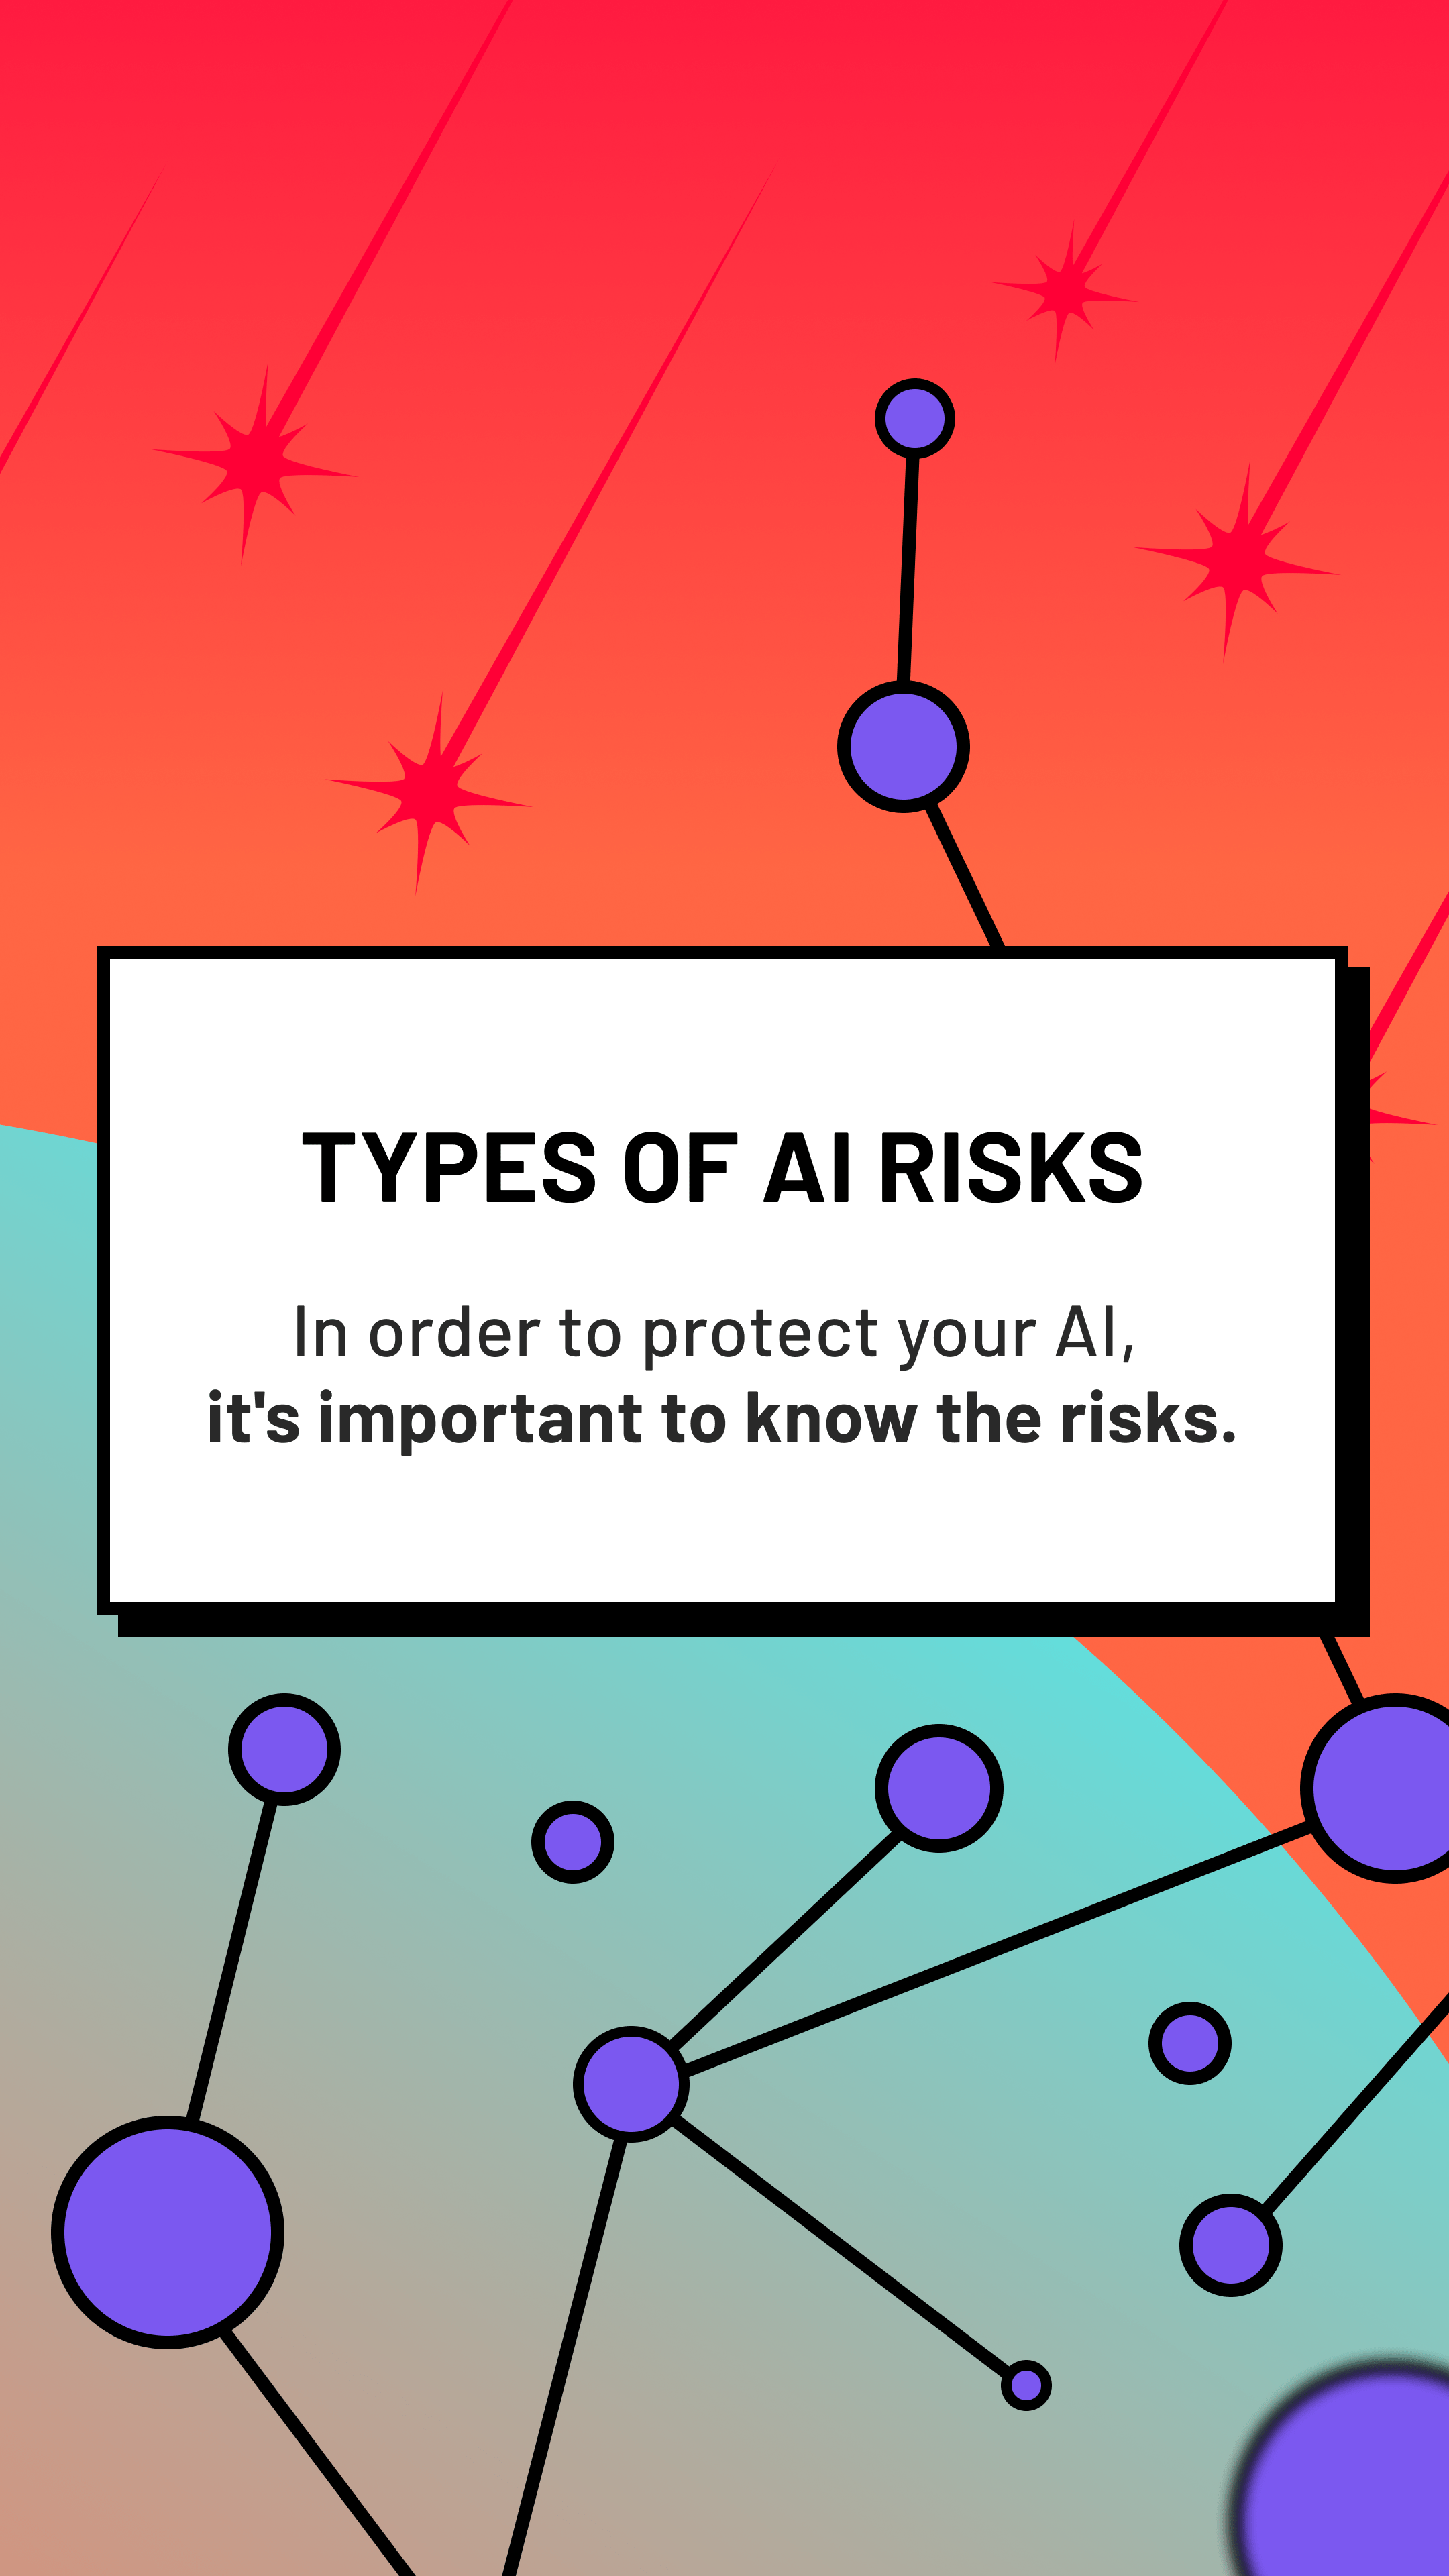 TYPES OF AI RISKS
In order to protect your AI,
it's important to know the risks.